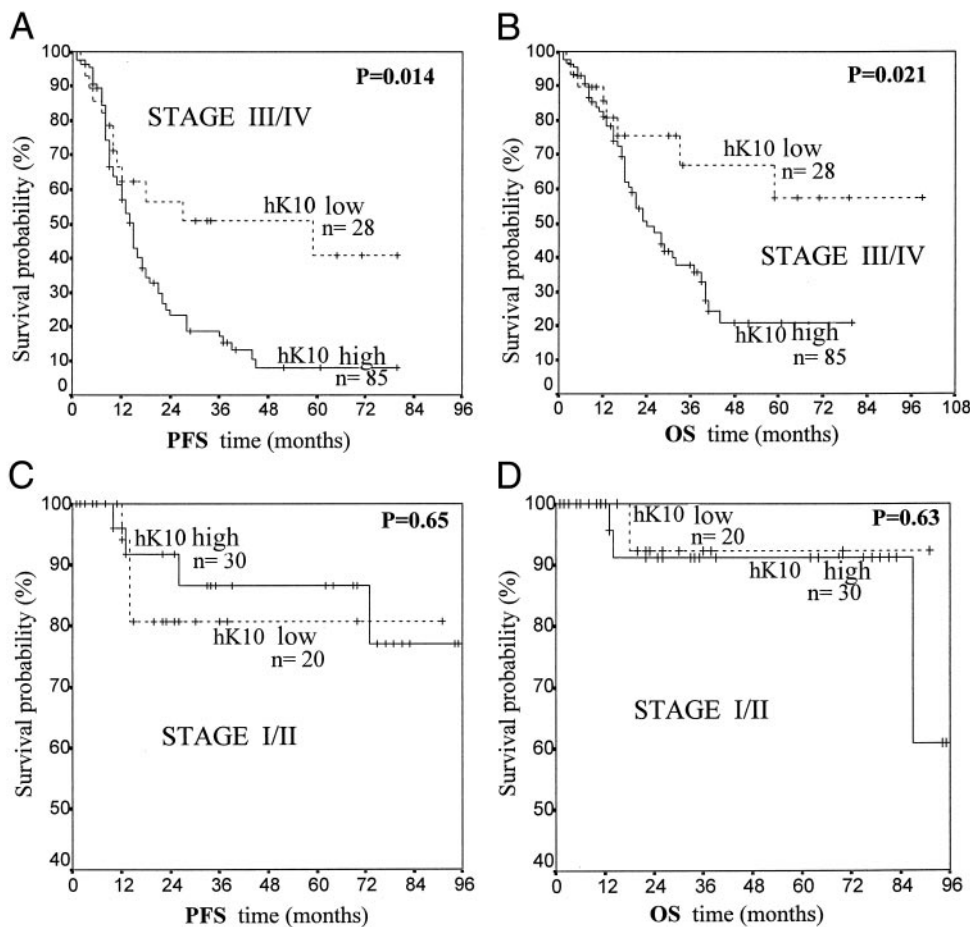 A
Survival probability (%)
100
90
80
70
60
50
40
30
20
10
0
P=0.014
STAGE III/IV
hK10 low
n= 28
hK10 high
n= 85
0 12 24 36 48 60 72 84 96
PFS time (months)
B
Survival probability (%)
100
90
80
70
60
50
40
30
20
10
0
P=0.021
hK10 low
n= 28
STAGE III/IV
hK10 high
n= 85
0 12 24 36 48 60 72 84 96 108
OS time (months)
C
Survival probability (%)
100
90
80
70
60
50
40
P=0.65
hK10 high
n= 30
hK10 low
n= 20
STAGE I/II
0 12 24 36 48 60 72 84 96
PFS time (months)
D
Survival probability (%)
100
90
80
70
60
50
40
P=0.63
hK10 low
n= 20
hK10 high
n= 30
STAGE I/II
0 12 24 36 48 60 72 84 96
OS time (months)